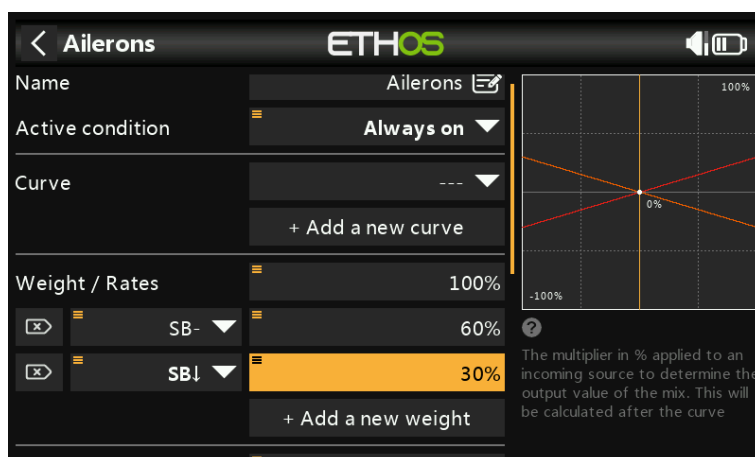 Ailerons
ETHOS
Name
Ailerons
Active condition
Always on
Curve
---
+ Add a new curve
Weight / Rates
100%
SB-
60%
SB↓
30%
+ Add a new weight
100%
0%
-100%
The multiplier in % applied to an
incoming source to determine the
output value of the mix. This will
be calculated after the curve